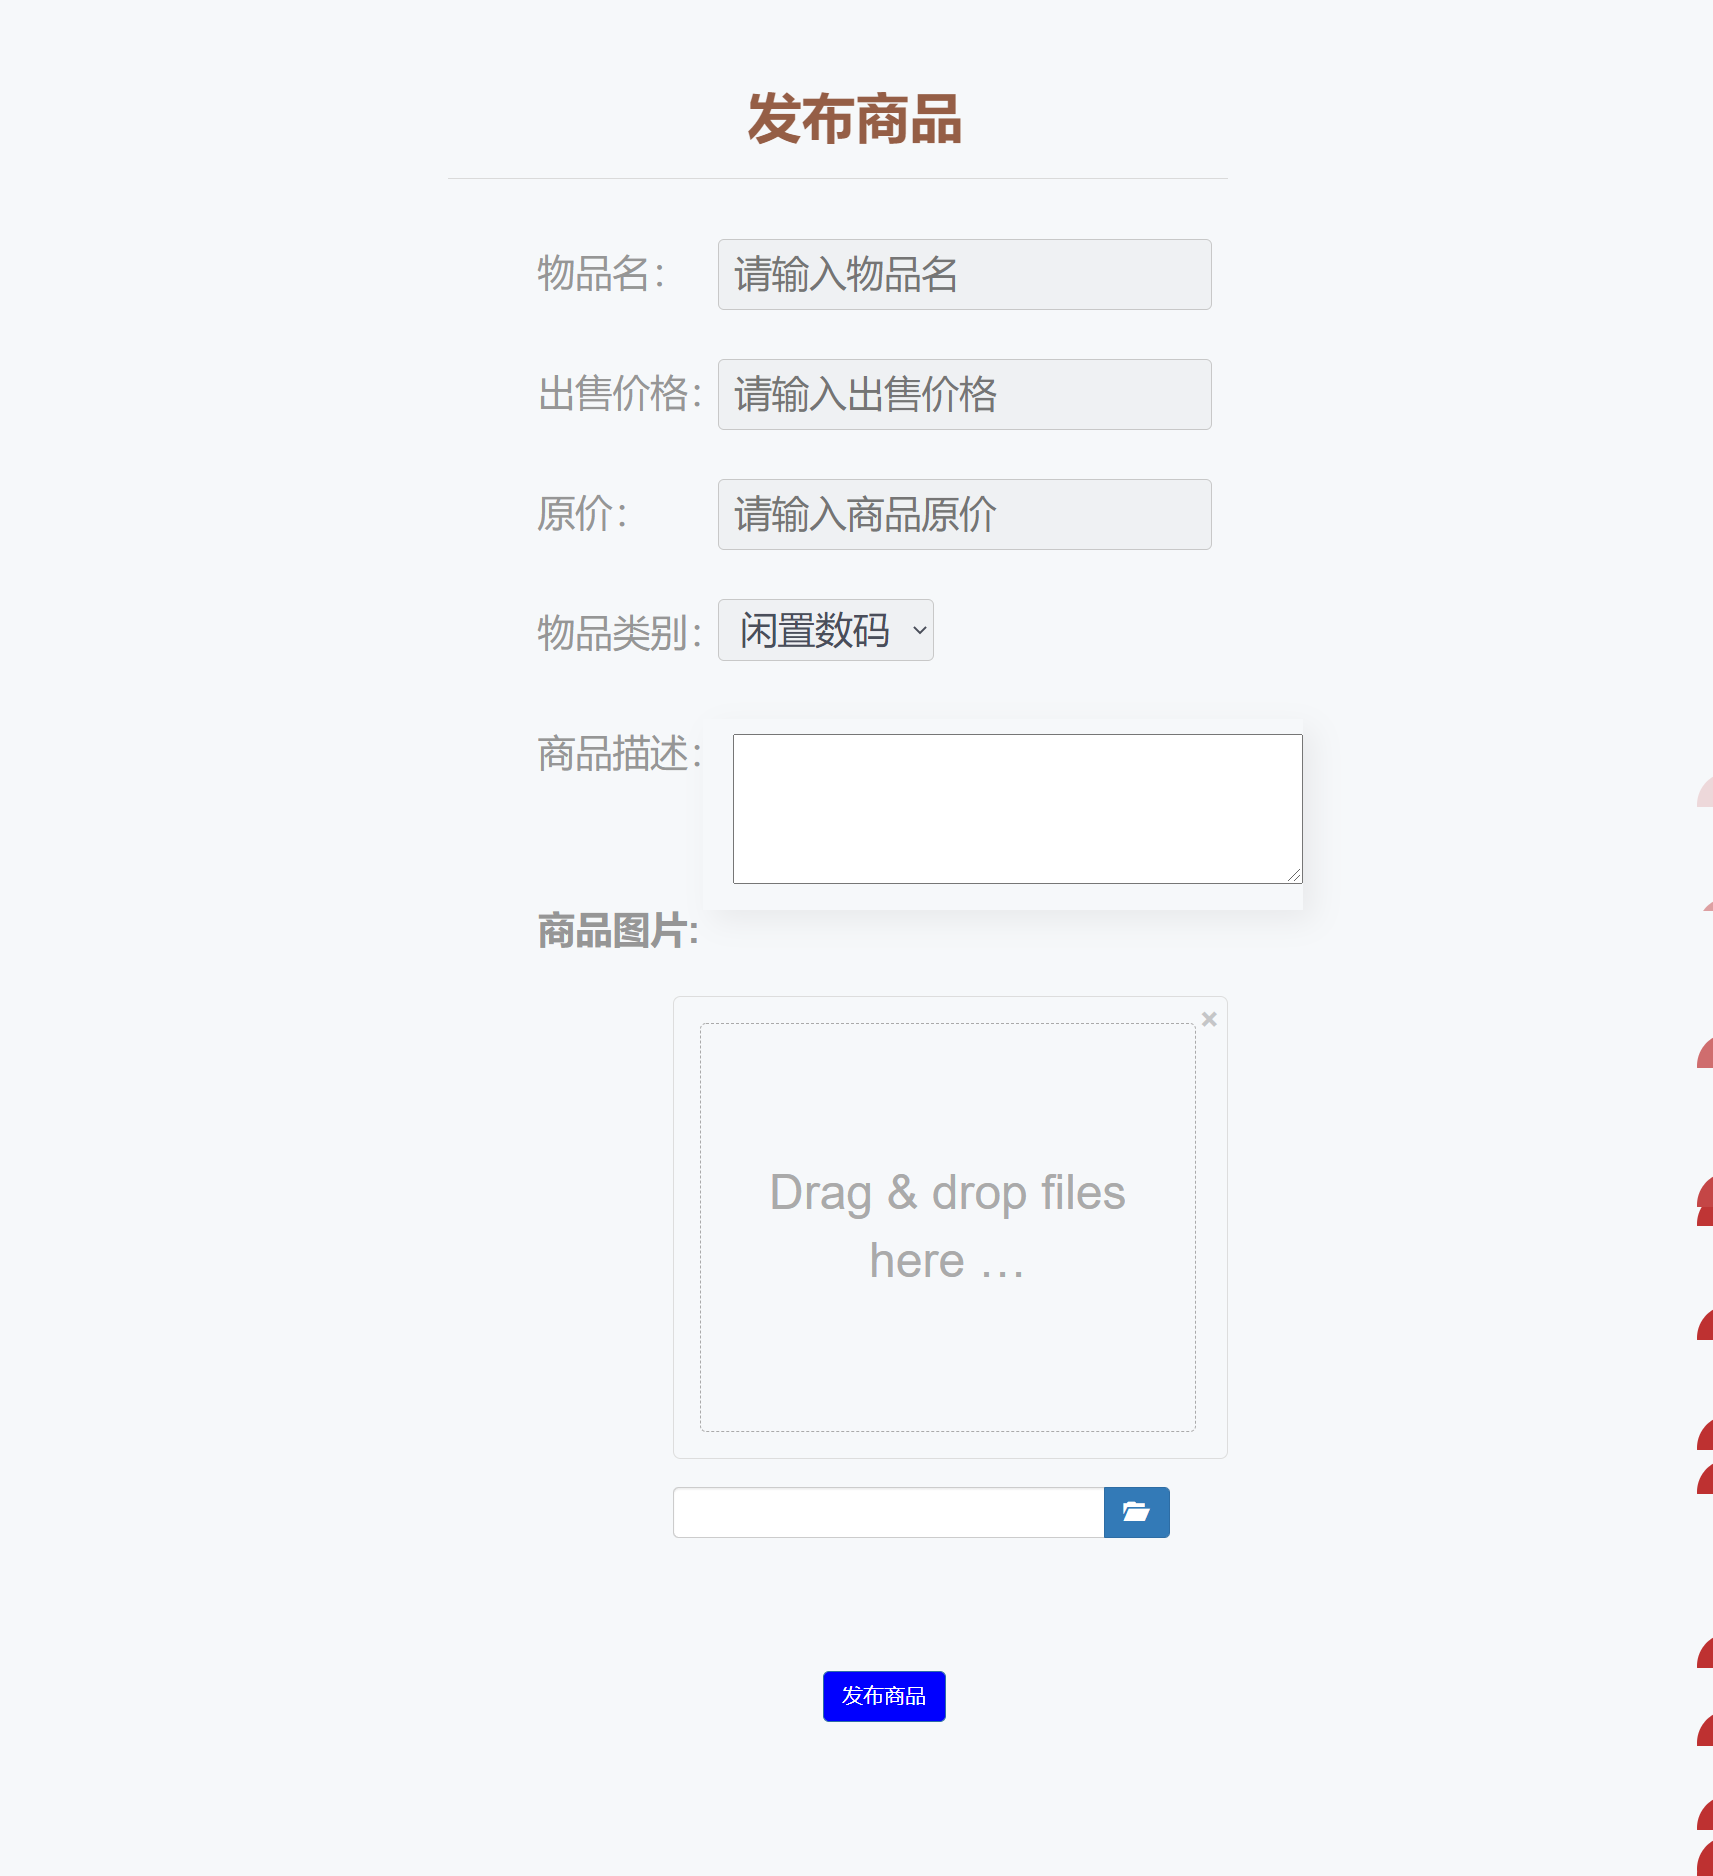 发布商品
物品名： 请输入物品名
出售价格： 请输入出售价格
原价： 请输入商品原价
物品类别： 闲置数码
商品描述：
商品图片:
Drag & drop files
here …
发布商品